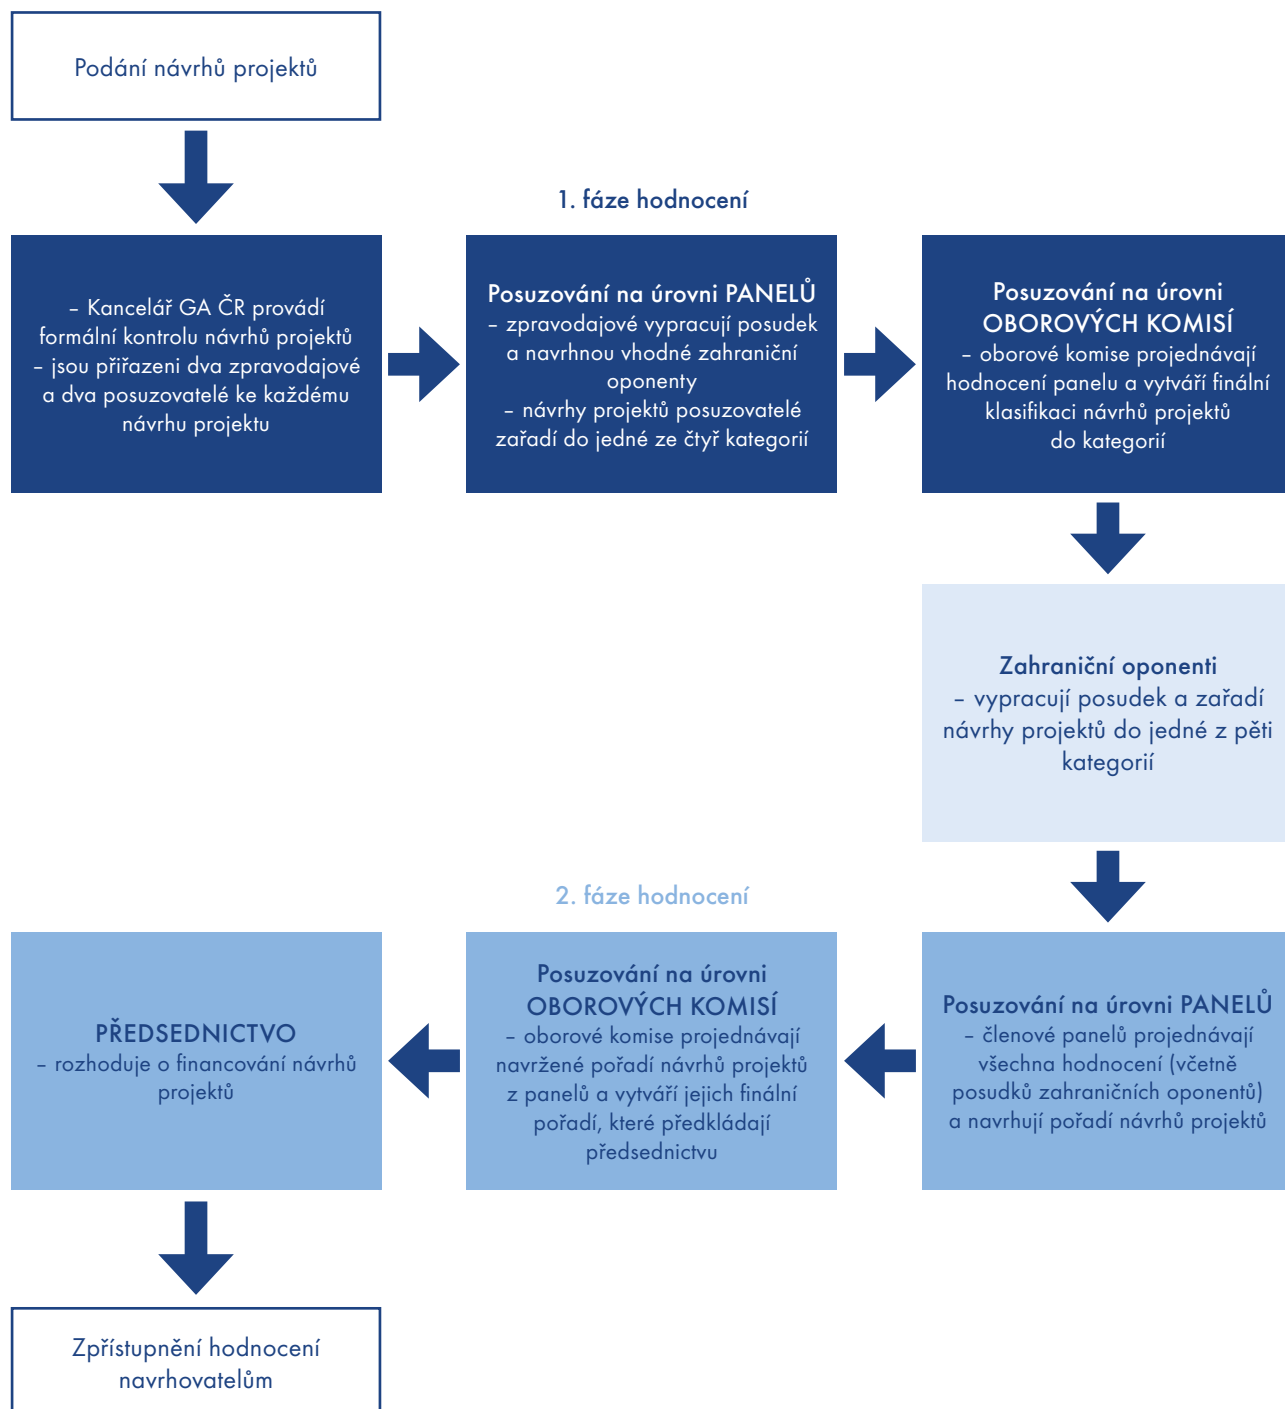 Podání návrhů projektů
1. fáze hodnocení
– Kancelář GA ČR provádí
formální kontrolu návrhů projektů
– jsou přiřazeni dva zpravodajové
a dva posuzovatelé ke každému
návrhu projektu
Posuzování na úrovni PANELŮ
– zpravodajové vypracují posudek
a navrhnou vhodné zahraniční
oponenty
– návrhy projektů posuzovatelé
zařadí do jedné ze čtyř kategorií
Posuzování na úrovni
OBOROVÝCH KOMISÍ
– oborové komise projednávají
hodnocení panelu a vytváří finální
klasifikaci návrhů projektů
do kategorií
Zahraniční oponenti
– vypracují posudek a zařadí
návrhy projektů do jedné z pěti
kategorií
2. fáze hodnocení
Posuzování na úrovni PANELŮ
– členové panelů projednávají
všechna hodnocení (včetně
posudků zahraničních oponentů)
a navrhují pořadí návrhů projektů
Posuzování na úrovni
OBOROVÝCH KOMISÍ
– oborové komise projednávají
navržené pořadí návrhů projektů
z panelů a vytváří jejich finální
pořadí, které předkládají
předsednictvu
PŘEDSEDNICTVO
– rozhoduje o financování návrhů
projektů
Zpřístupnění hodnocení
navrhovatelům